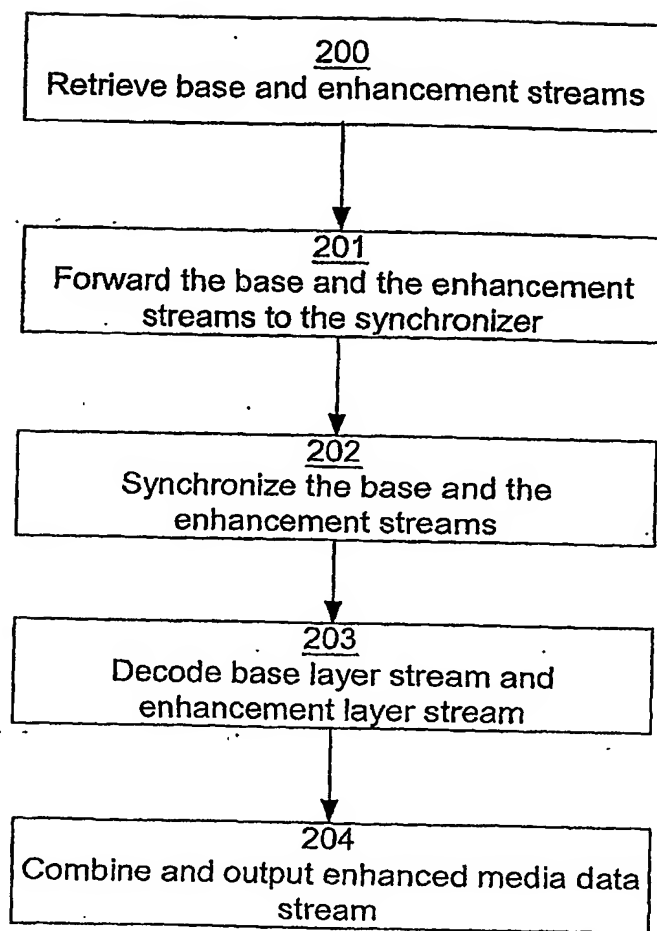 200
Retrieve base and enhancement streams
201
Forward the base and the enhancement
streams to the synchronizer
202
Synchronize the base and the
enhancement streams
203
Decode base layer stream and
enhancement layer stream
204
Combine and output enhanced media data
stream